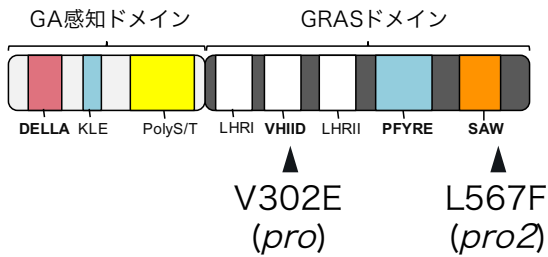 GA感知ドメイン GRASドメイン
DELLA KLE PolyS/T LHRI VHIID LHRII PFYRE SAW
V302E L567F
(pro) (pro2)